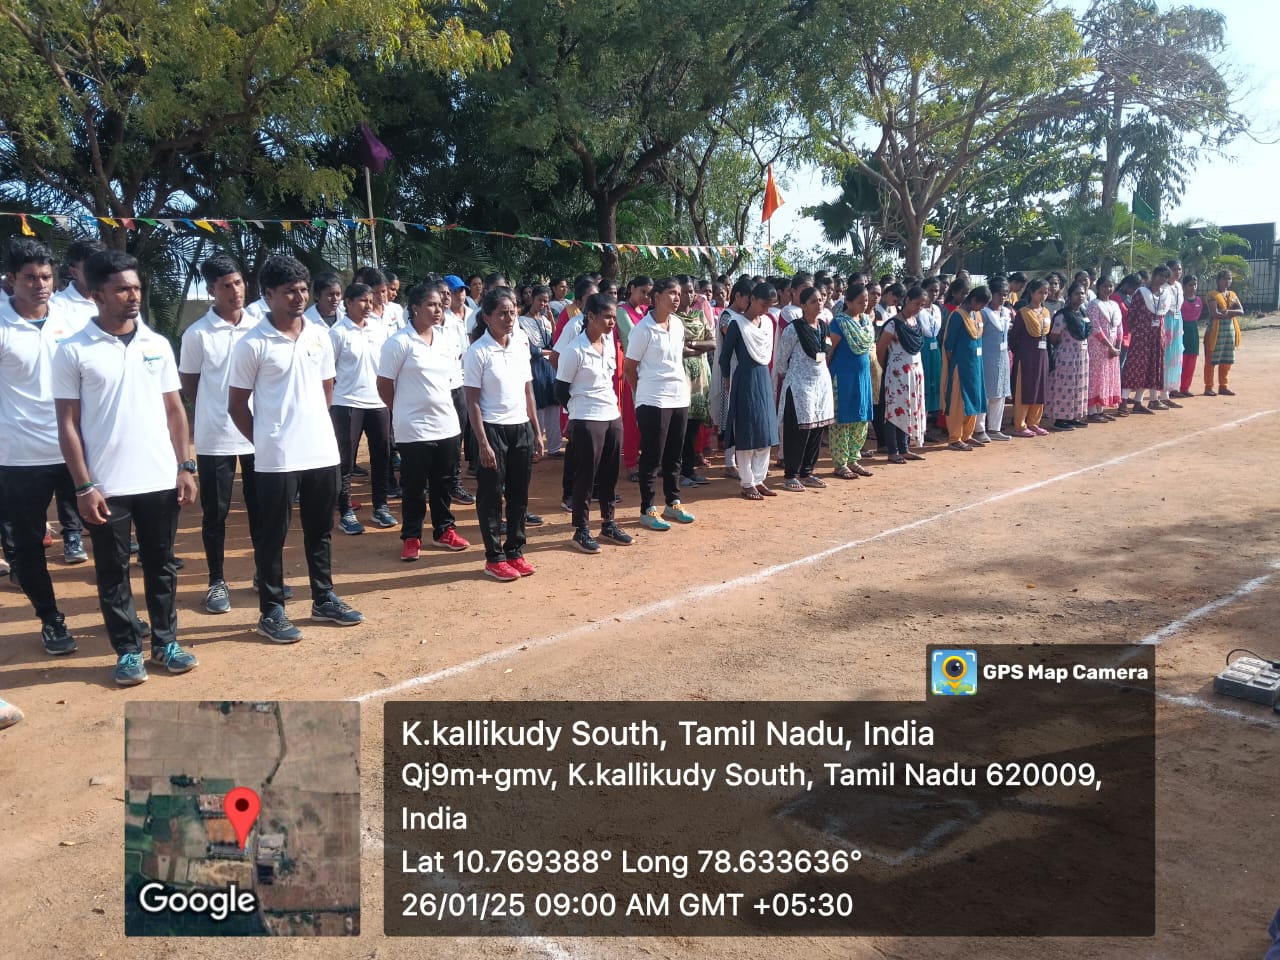 GPS Map Camera
K.kallikudy South, Tamil Nadu, India
Qj9m+gmv, K.kallikudy South, Tamil Nadu 620009,
India
Lat 10.769388° Long 78.633636°
26/01/25 09:00 AM GMT +05:30
Google